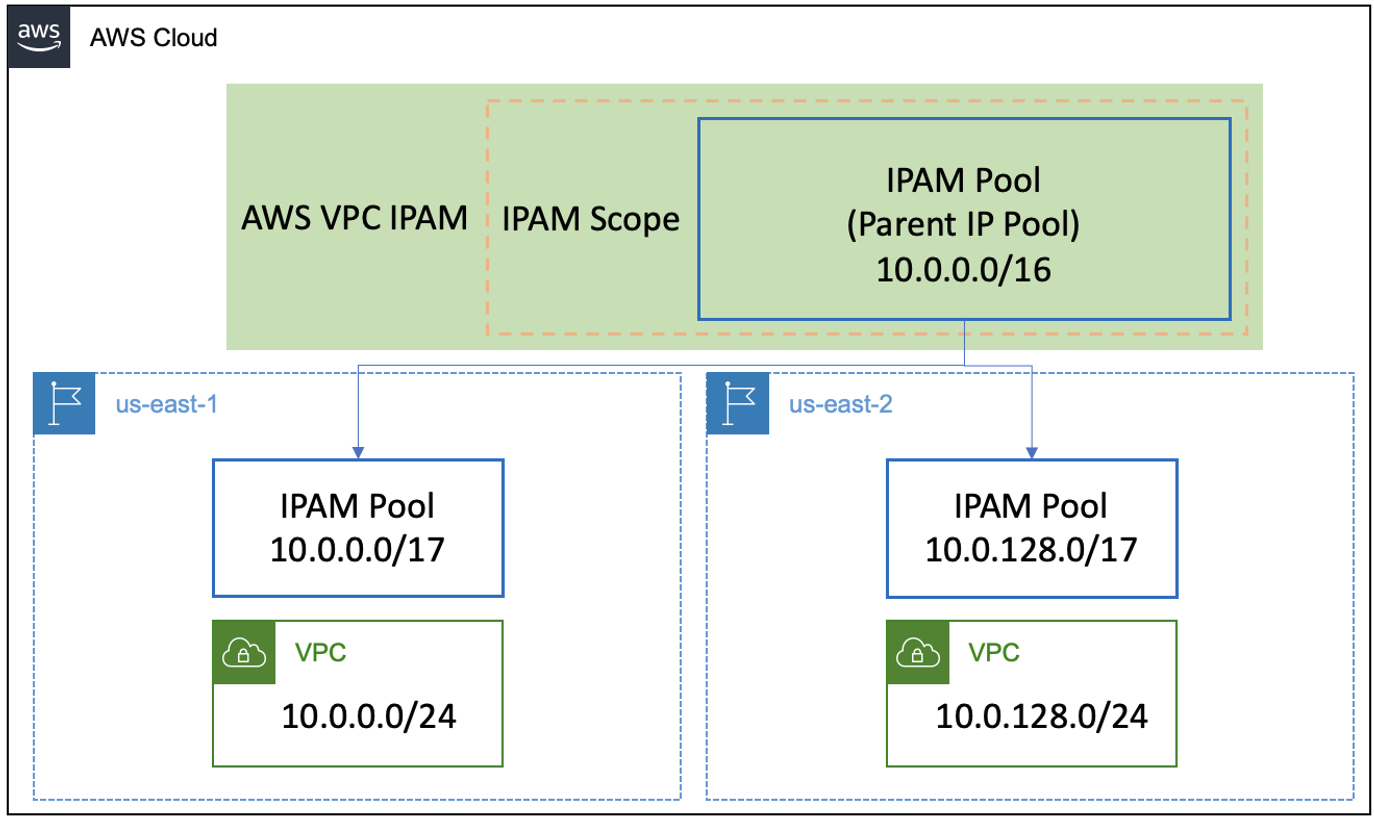 aws
AWS Cloud
AWS VPC IPAM
IPAM Scope
IPAM Pool
(Parent IP Pool)
10.0.0.0/16
us-east-1
us-east-2
IPAM Pool
10.0.0.0/17
IPAM Pool
10.0.128.0/17
VPC
10.0.0.0/24
VPC
10.0.128.0/24